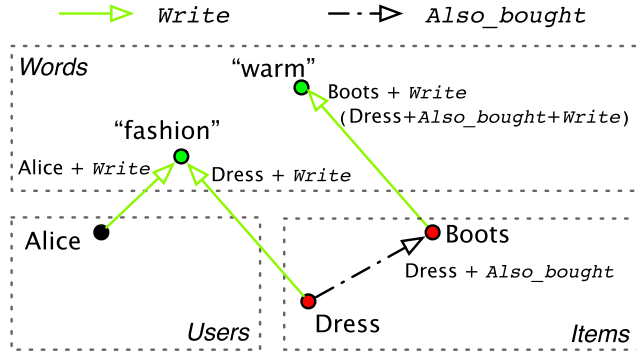 Write    Also_bought
Words
“warm”
Boots + Write
(Dress+Also_bought+Write)
“fashion”
Alice + Write
Dress + Write
Alice
Boots
Dress + Also_bought
Users
Dress
Items